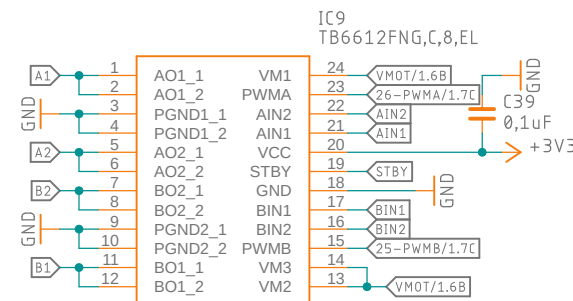 IC9
TB6612FNG,C,8,EL
A1 1 AO1_1 VM1 24 VMOT/1.6B
2 AO1_2 PWMA 23 26-PWMA/1.7C
GND 3 PGND1_1 AIN2 22 AIN2
4 PGND1_2 AIN1 21 AIN1
A2 5 AO2_1 VCC 20 +3V3
6 AO2_2 STBY 19 STBY
B2 7 BO2_1 GND 18 GND
8 BO2_2 BIN1 17 BIN1
GND 9 PGND2_1 BIN2 16 BIN2
10 PGND2_2 PWMB 15 25-PWMB/1.7C
B1 11 BO1_1 VM3 14
12 BO1_2 VM2 13 VMOT/1.6B
GND
C39
0,1uF